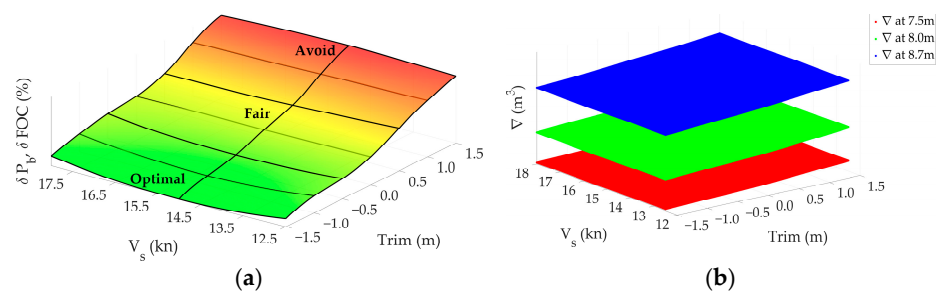 Avoid
Fair
Optimal
δ P_b, δ FOC (%)
17.5
16.5
15.5
14.5
13.5
12.5
V_s (kn)
−1.5
−1.0
−0.5
0.0
0.5
1.0
1.5
Trim (m)
(a)
∇ at 7.5m
∇ at 8.0m
∇ at 8.7m
∇ (m³)
18
17
16
15
14
13
12
V_s (kn)
−1.5
−1.0
−0.5
0.0
0.5
1.0
1.5
Trim (m)
(b)